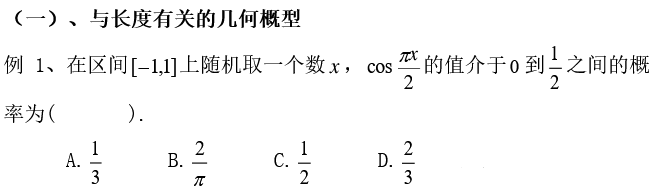 （一）、与长度有关的几何概型
例 1、在区间[−1,1]上随机取一个数 x，cos πx/2 的值介于 0 到 1/2 之间的概
率为(        ).
A. 1/3    B. 2/π    C. 1/2    D. 2/3